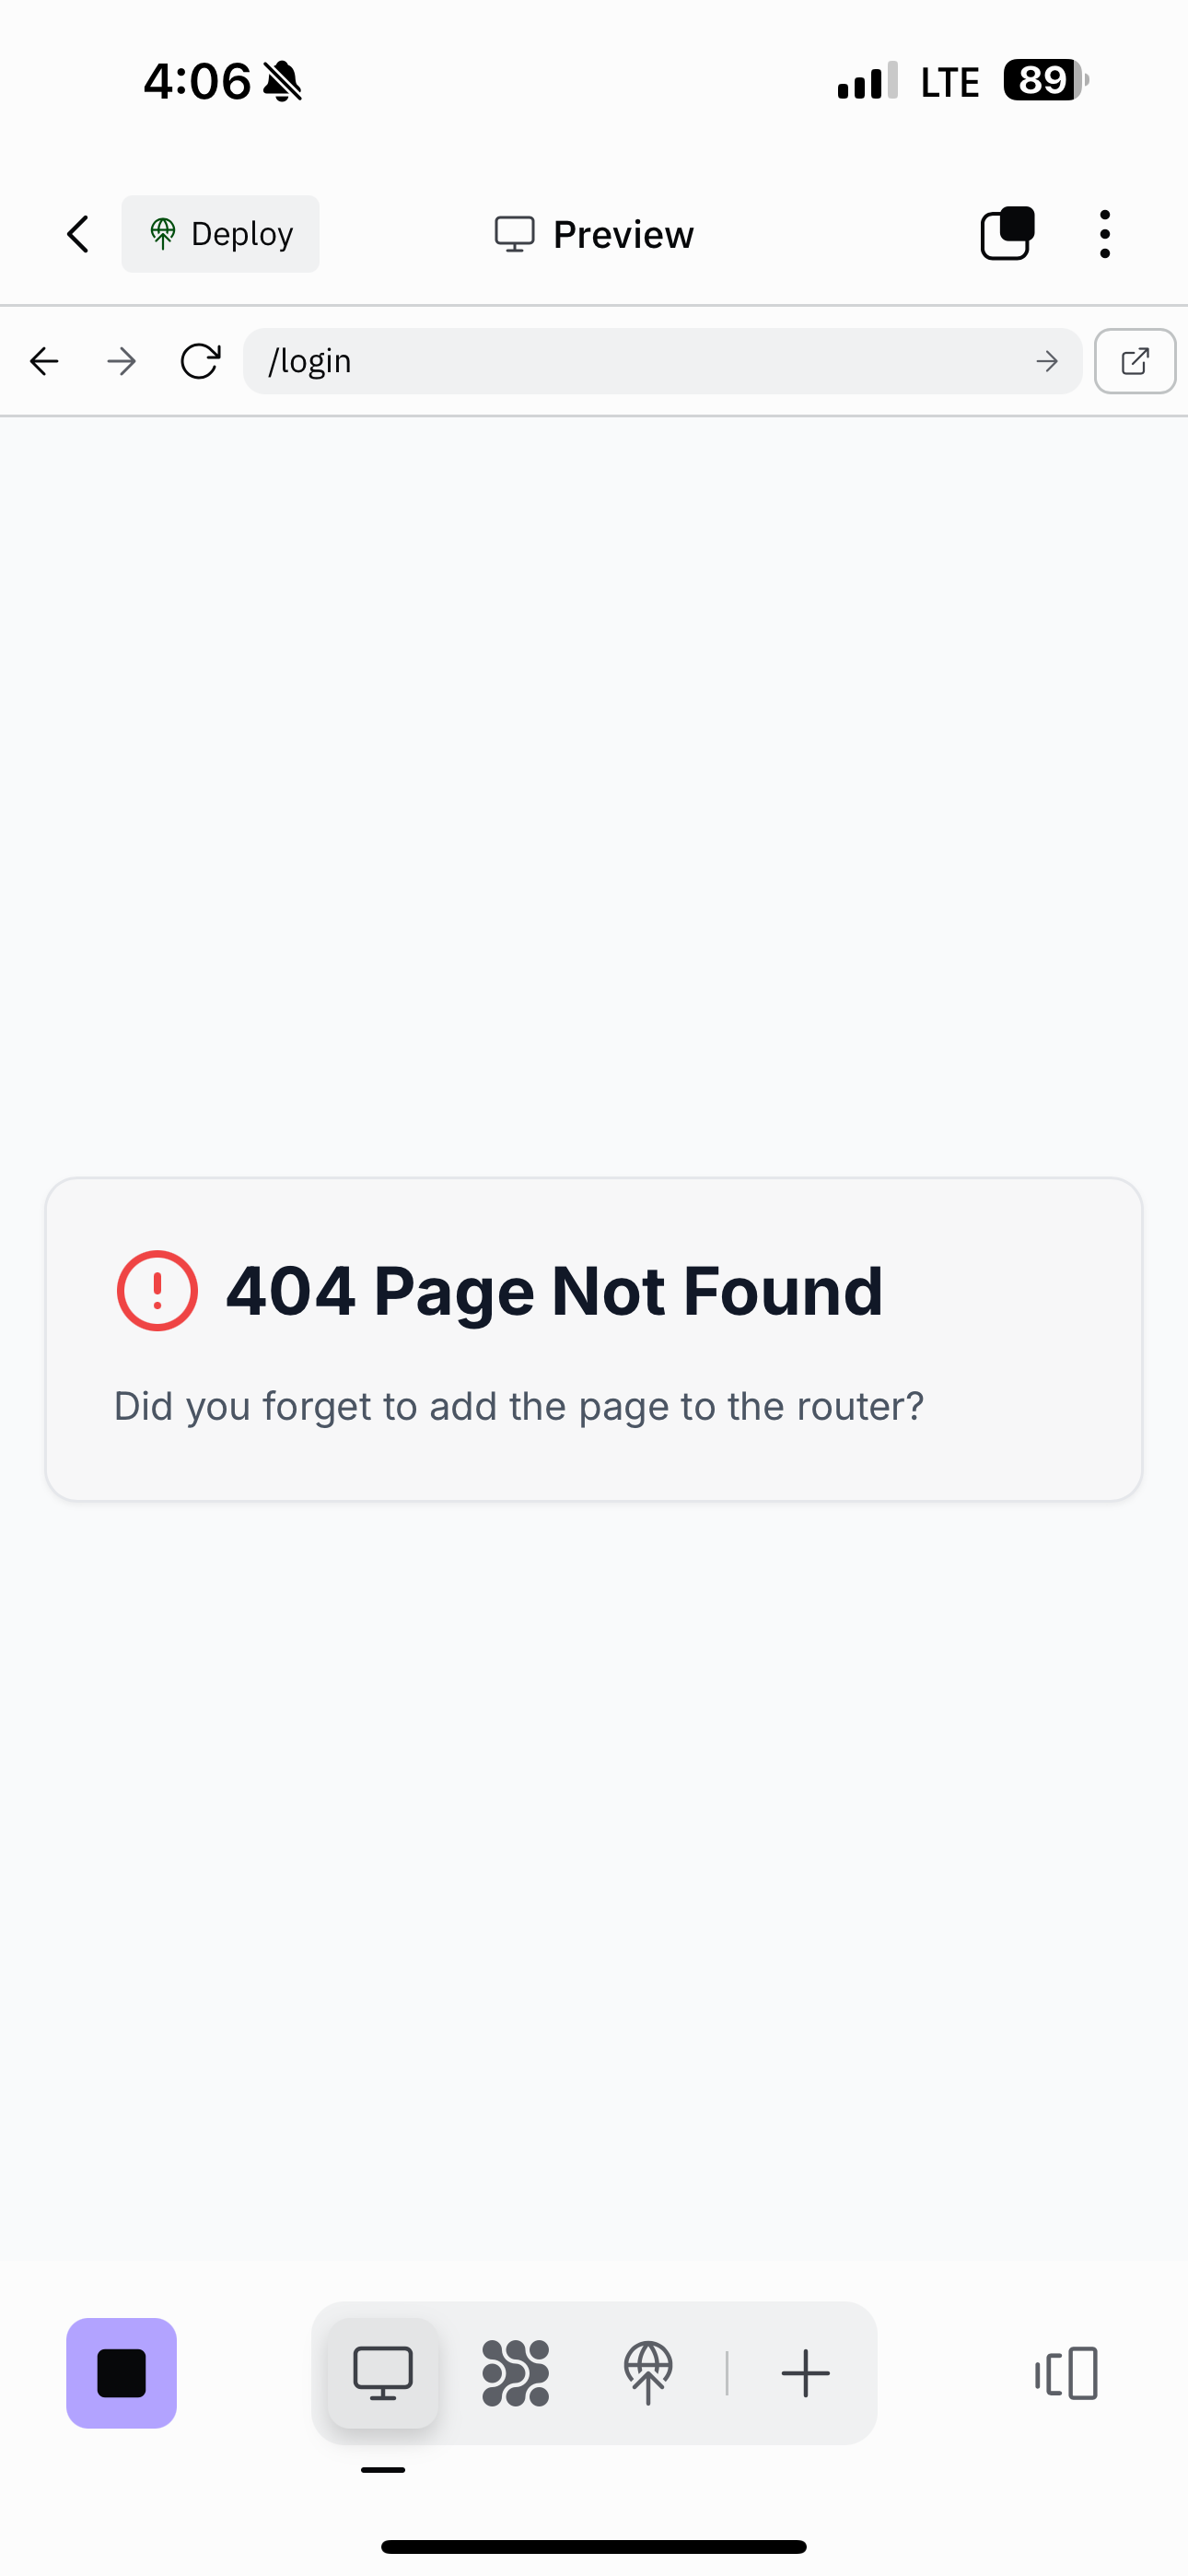 4:06
LTE
89
Deploy
Preview
/login
404 Page Not Found
Did you forget to add the page to the router?